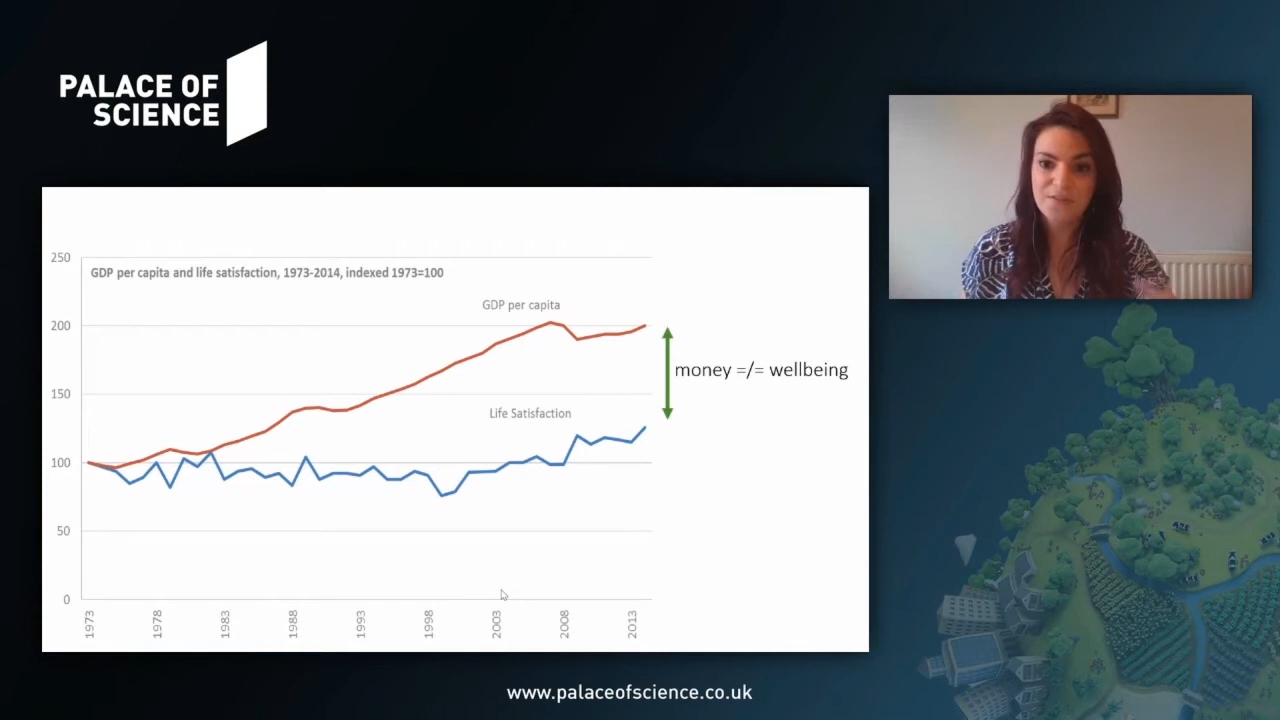 PALACE OF
SCIENCE
250
GDP per capita and life satisfaction, 1973-2014, indexed 1973=100
GDP per capita
200
money =/= wellbeing
150
Life Satisfaction
100
50
0
1973
1978
1983
1988
1993
1998
2003
2008
2013
www.palaceofscience.co.uk